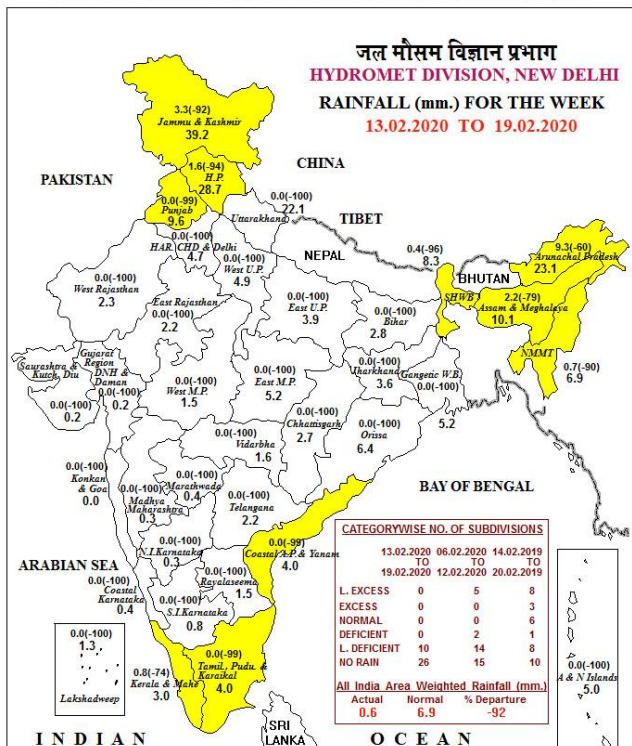 जल मौसम विज्ञान प्रभाग
HYDROMET DIVISION, NEW DELHI
RAINFALL (mm.) FOR THE WEEK
13.02.2020 TO 19.02.2020
3.3(-92)
Jammu & Kashmir
39.2
CHINA
1.6(-94)
H.P.
28.7
PAKISTAN
0.0(-99)
Punjab
9.6
0.0(-100)
22.1
Uttarakhand
TIBET
0.0(-100)
HAR. CHD & Delhi
4.7
NEPAL
0.4(-96)
8.3
9.3(-60)
Arunachal Pradesh
23.1
0.0(-100)
West U.P.
4.9
BHUTAN
0.0(-100)
West Rajasthan
2.3
SHWB
2.2(-79)
Assam & Meghalaya
10.1
East Rajasthan
0.0(-100)
2.2
0.0(-100)
East U.P.
3.9
0.0(-100)
Bihar
2.8
NMMT
0.7(-90)
6.9
Saurashtra &
Kutch, Diu
0.0(-100)
0.2
Gujarat
Region
DNH &
Daman
0.0(-100)
0.2
0.0(-100)
West M.P.
1.5
0.0(-100)
East M.P.
5.2
0.0(-100)
Jharkhand
3.6
Gangetic W.B.
0.0(-100)
5.2
0.0(-100)
Chhattisgarh
2.7
0.0(-100)
Orissa
6.4
0.0(-100)
Vidarbha
1.6
0.0(-100)
Konkan
& Goa
0.0
0.0(-100)
Marathwada
0.4
0.0(-100)
Madhya
Maharashtra
0.3
0.0(-100)
Telangana
2.2
BAY OF BENGAL
0.0(-100)
N.I.Karnataka
0.3
0.0(-99)
Coastal A.P. & Yanam
4.0
ARABIAN SEA
0.0(-100)
Coastal
Karnataka
0.4
0.0(-100)
Rayalaseema
1.5
0.0(-100)
S.I.Karnataka
0.8
0.0(-100)
1.3
Lakshadweep
0.8(-74)
Kerala & Mahe
3.0
0.0(-99)
Tamil, Pudu. &
Karaikal
4.0
0.0(-100)
A & N Islands
5.0
CATEGORYWISE NO. OF SUBDIVISIONS
13.02.2020 06.02.2020 14.02.2019
TO TO TO
19.02.2020 12.02.2020 20.02.2019
L. EXCESS 0 5 8
EXCESS 0 0 3
NORMAL 0 0 6
DEFICIENT 0 2 1
L. DEFICIENT 10 14 8
NO RAIN 26 15 10
All India Area Weighted Rainfall (mm.)
Actual Normal % Departure
0.6 6.9 -92
SRI
LANKA
INDIAN OCEAN